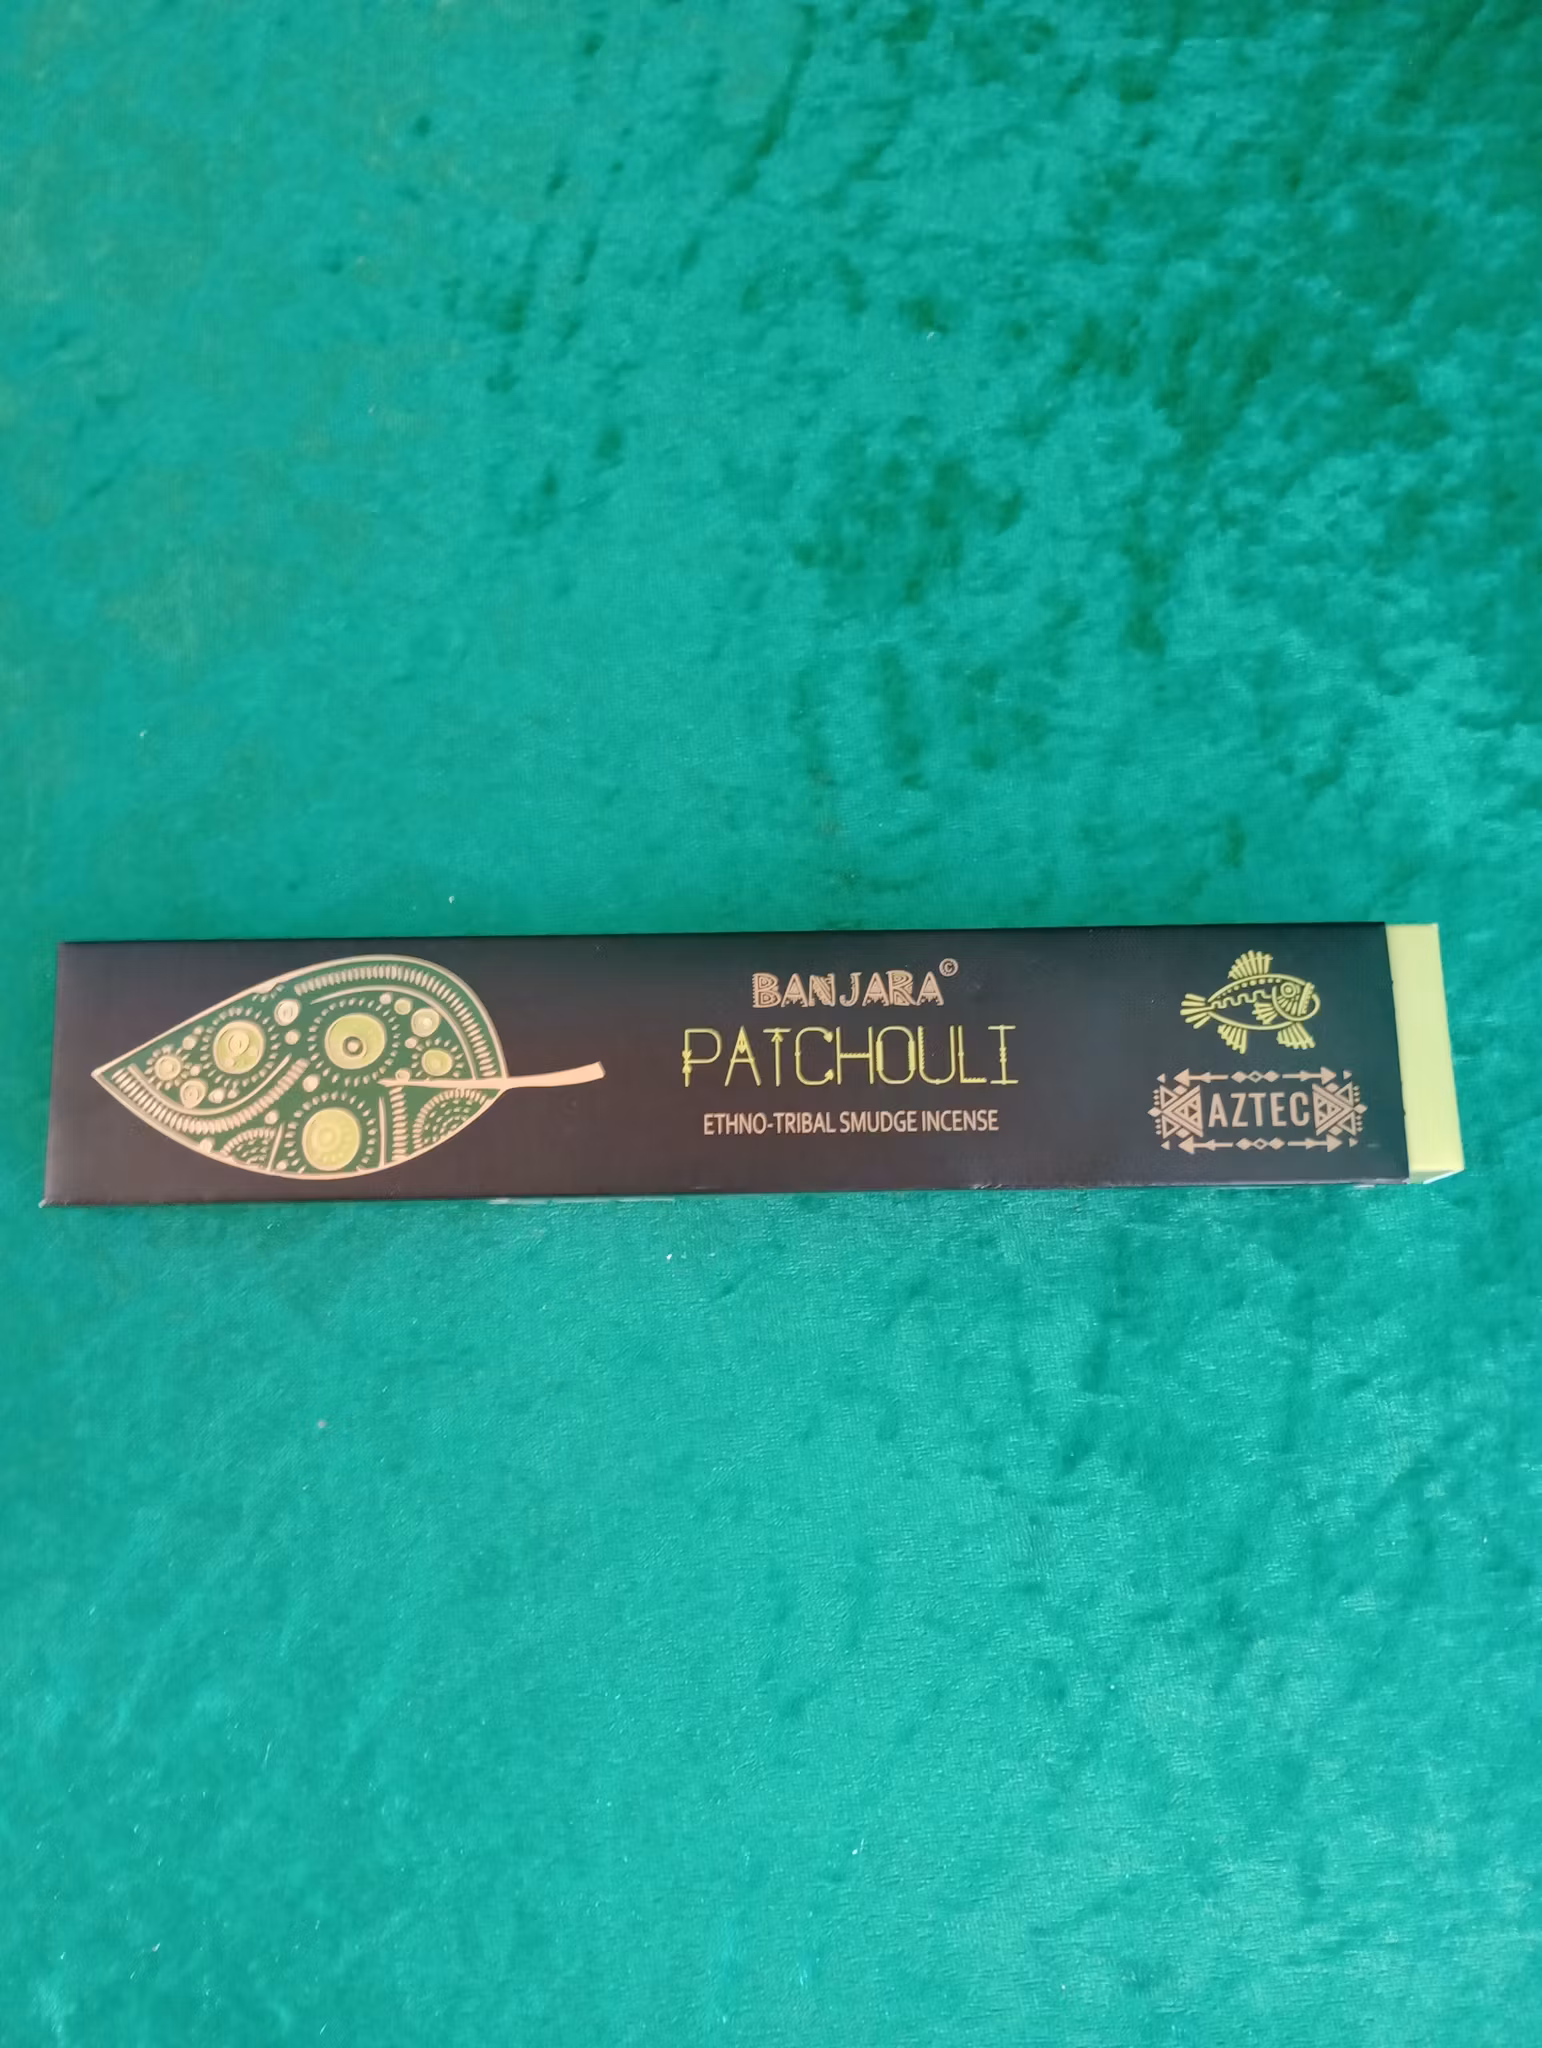 BANJARA©
PATCHOULI
ETHNO-TRIBAL SMUDGE INCENSE
AZTEC